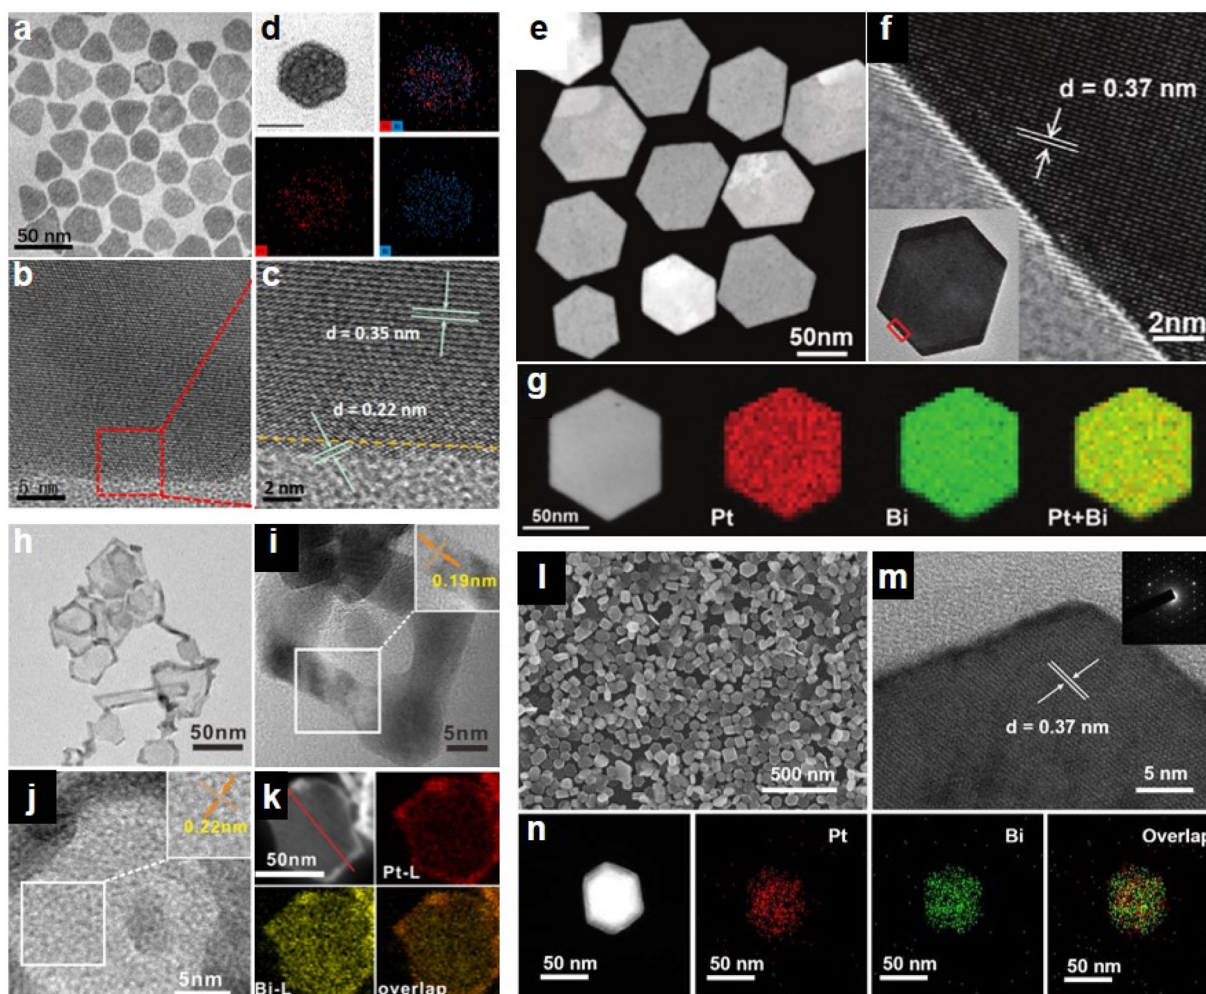 a
50 nm
d
Bi
Bi
b
5 nm
c
d = 0.35 nm
d = 0.22 nm
2 nm
e
50nm
f
d = 0.37 nm
2nm
g
50nm
Pt
Bi
Pt+Bi
h
50nm
i
0.19nm
5nm
j
0.22nm
5nm
k
50nm
Pt-L
Bi-L
overlap
l
500 nm
m
d = 0.37 nm
5 nm
n
50 nm
Pt
50 nm
Bi
50 nm
Overlap
50 nm